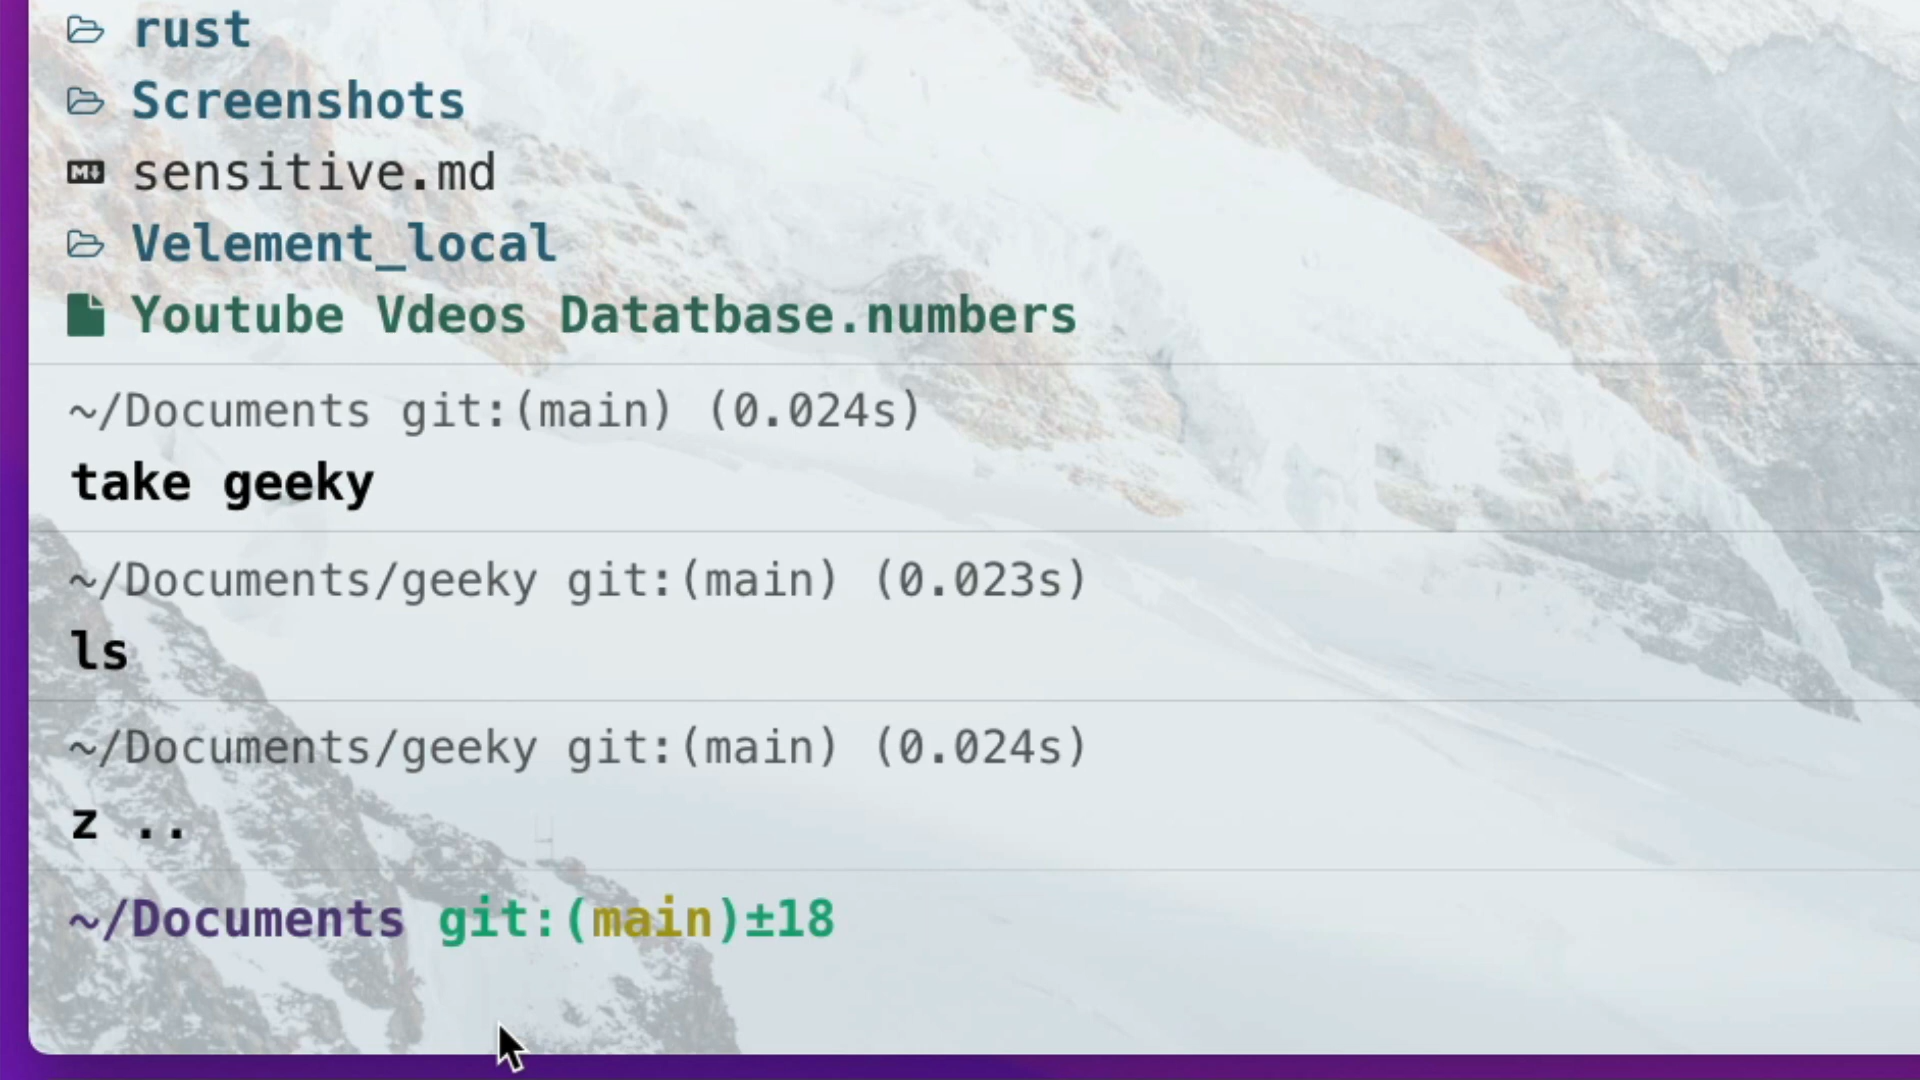 rust
Screenshots
sensitive.md
Velement_local
Youtube Vdeos Datatbase.numbers
~/Documents git:(main) (0.024s)
take geeky
~/Documents/geeky git:(main) (0.023s)
ls
~/Documents/geeky git:(main) (0.024s)
z ..
~/Documents git:(main)±18